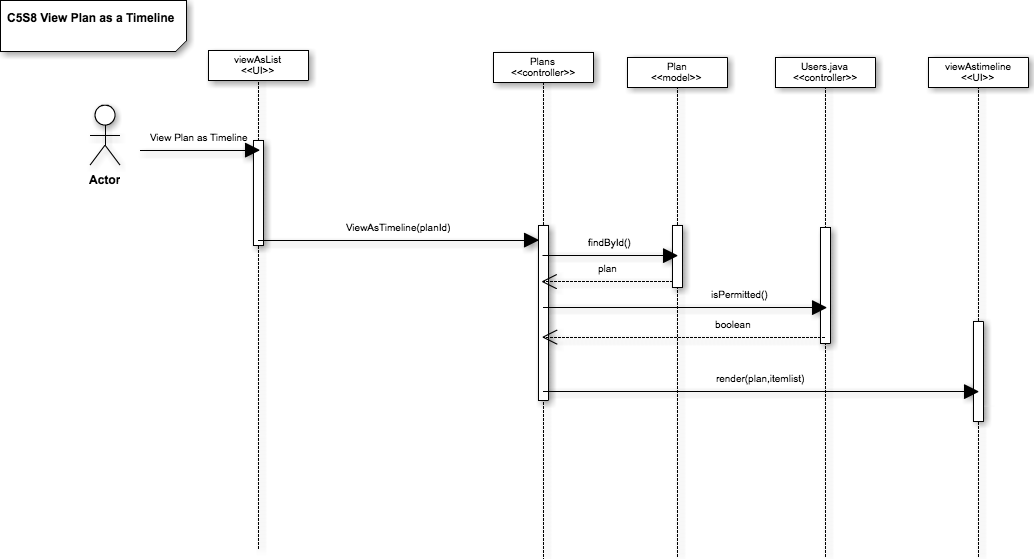 C5S8 View Plan as a Timeline
viewAsList
<<UI>>
Plans
<<controller>>
Plan
<<model>>
Users.java
<<controller>>
viewAstimeline
<<UI>>
View Plan as Timeline
Actor
ViewAsTimeline(planId)
findById()
plan
isPermitted()
boolean
render(plan,itemlist)